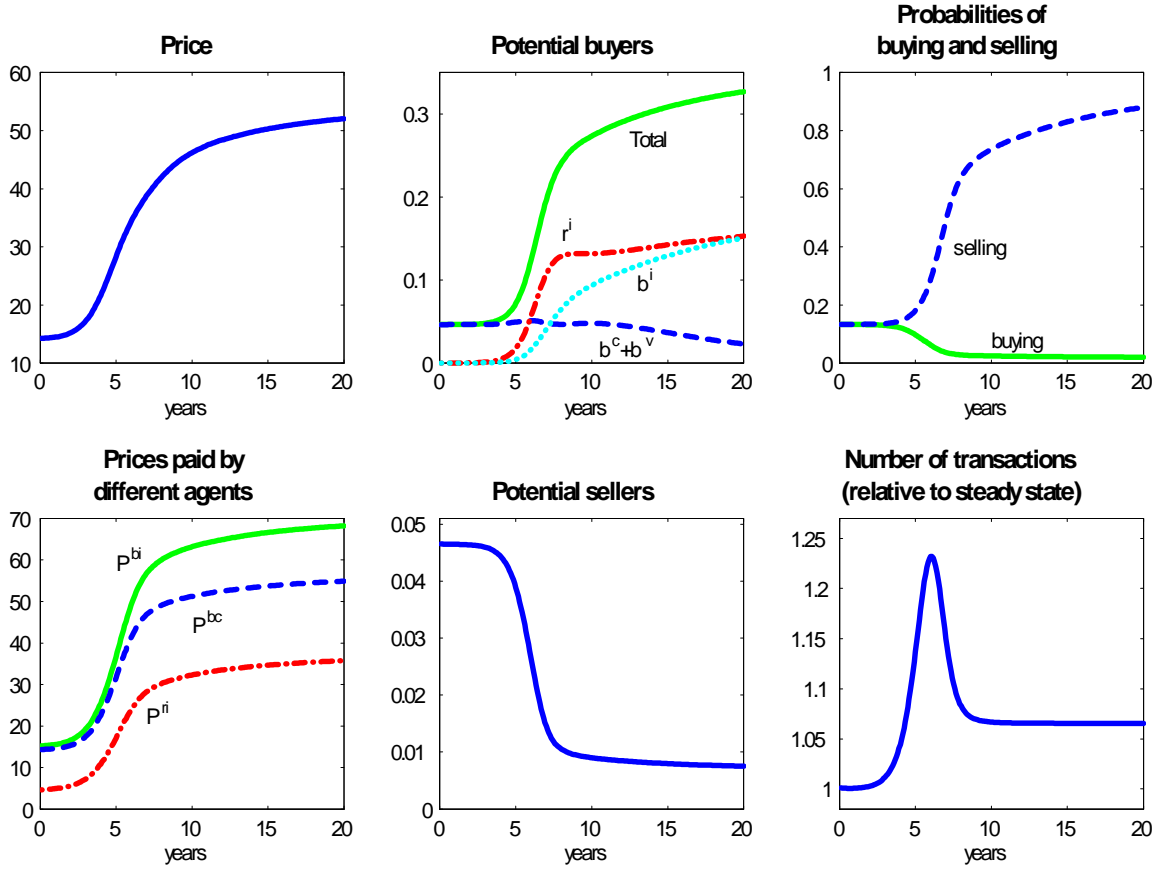 Price
60
50
40
30
20
10
0 5 10 15 20
years
Potential buyers
0.3
0.2
0.1
0
Total
r^i
b^i
b^c+b^v
0 5 10 15 20
years
Probabilities of
buying and selling
1
0.8
0.6
0.4
0.2
0
selling
buying
0 5 10 15 20
years
Prices paid by
different agents
70
60
50
40
30
20
10
0
P^bi
P^bc
P^ri
0 5 10 15 20
years
Potential sellers
0.05
0.04
0.03
0.02
0.01
0
0 5 10 15 20
years
Number of transactions
(relative to steady state)
1.25
1.2
1.15
1.1
1.05
1
0 5 10 15 20
years